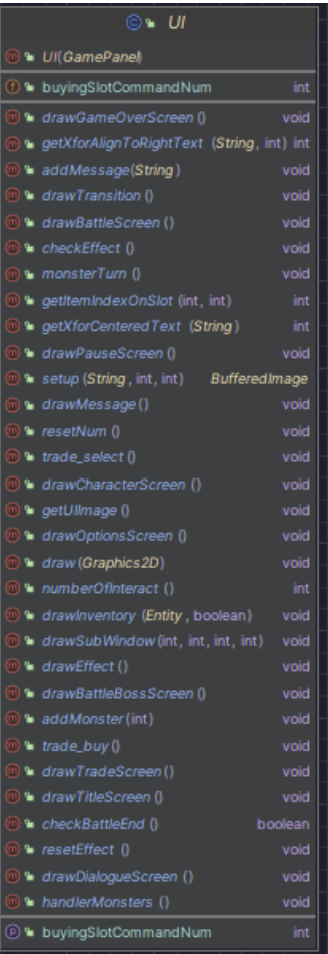 UI
UI(GamePanel)
buyingSlotCommandNum int
drawGameOverScreen () void
getXforAlignToRightText (String, int) int
addMessage(String) void
drawTransition () void
drawBattleScreen () void
checkEffect () void
monsterTurn () void
getItemIndexOnSlot (int, int) int
getXforCenteredText (String) int
drawPauseScreen () void
setup (String, int, int) BufferedImage
drawMessage() void
resetNum () void
trade_select() void
drawCharacterScreen () void
getUIImage () void
drawOptionsScreen () void
draw(Graphics2D) void
numberOfInteract () int
drawInventory (Entity, boolean) void
drawSubWindow(int, int, int, int) void
drawEffect() void
drawBattleBossScreen() void
addMonster(int) void
trade_buy() void
drawTradeScreen() void
drawTitleScreen () void
checkBattleEnd () boolean
resetEffect () void
drawDialogueScreen () void
handlerMonsters () void
buyingSlotCommandNum int